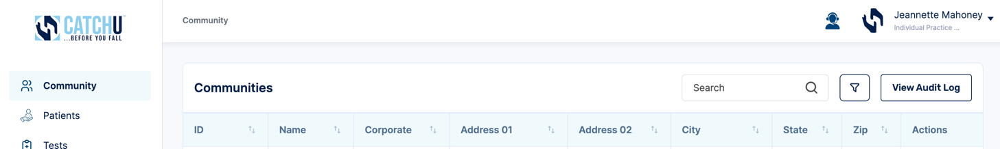 CATCHU™
...BEFORE YOU FALL
Community
Jeannette Mahoney
Individual Practice ...
Community
Patients
Tests
Communities
Search
View Audit Log
ID Name Corporate Address 01 Address 02 City State Zip Actions